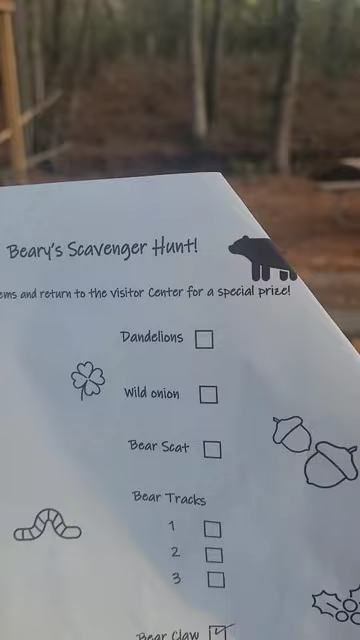 Beary's Scavenger Hunt!
ems and return to the visitor Center for a special prize!
Dandelions
Wild onion
Bear Scat
Bear Tracks
1
2
3
Bear Claw